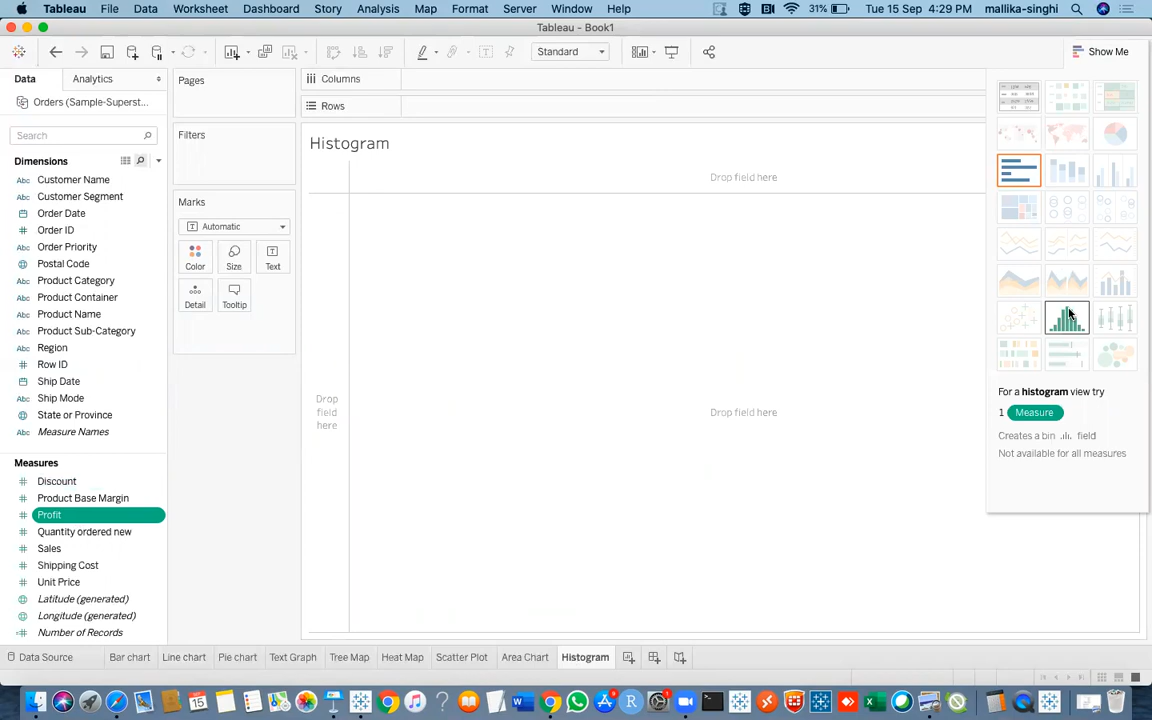 Tableau File Data Worksheet Dashboard Story Analysis Map Format Server Window Help 31% Tue 15 Sep 4:29 PM mallika-singhi
Tableau - Book1
Standard Show Me
Data Analytics
Pages
Columns
Orders (Sample-Superst...
Rows
Search
Filters
Histogram
Dimensions
Customer Name
Drop field here
Customer Segment
Marks
Order Date
Automatic
Order ID
Order Priority
Color Size Text
Postal Code
Product Category
Product Container
Detail Tooltip
Product Name
Product Sub-Category
Region
Row ID
Ship Date
Ship Mode
State or Province
Measure Names
Drop
field
here
Drop field here
For a histogram view try
1 Measure
Creates a bin field
Not available for all measures
Measures
Discount
Product Base Margin
Profit
Quantity ordered new
Sales
Shipping Cost
Unit Price
Latitude (generated)
Longitude (generated)
Number of Records
Data Source Bar chart Line chart Pie chart Text Graph Tree Map Heat Map Scatter Plot Area Chart Histogram